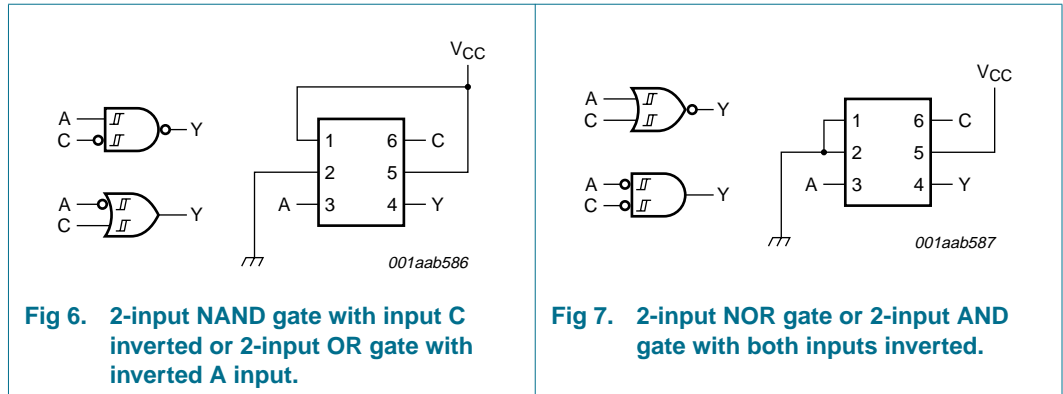 VCC
A
C
Y
A
C
Y
1
6
C
2
5
A
3
4
Y
001aab586
Fig 6. 2-input NAND gate with input C
inverted or 2-input OR gate with
inverted A input.
VCC
A
C
Y
A
C
Y
1
6
C
2
5
A
3
4
Y
001aab587
Fig 7. 2-input NOR gate or 2-input AND
gate with both inputs inverted.